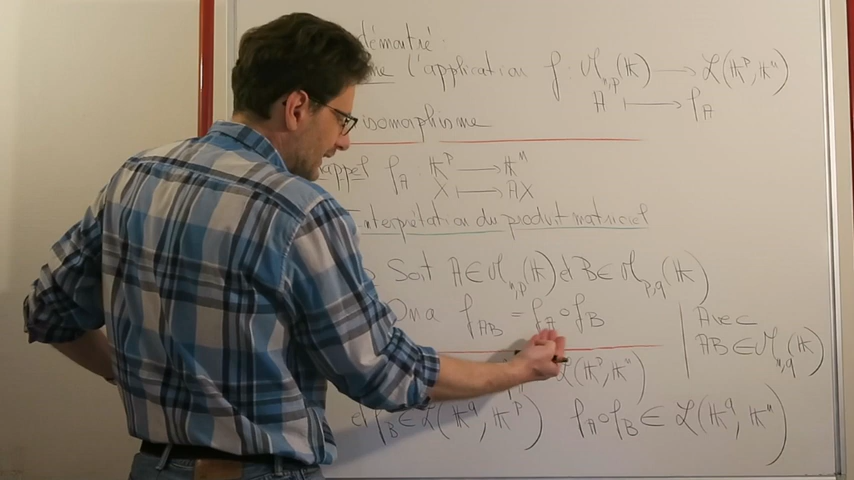 démontré :
l'application f : M_{n,p}(𝕂) ⟶ ℒ(𝕂^p, 𝕂^n)
A ⟼ f_A
isomorphisme
appel f_A 𝕂^p ⟶ 𝕂^n
X ⟼ AX
Interprétation du produit matriciel
Soit A ∈ M_{n,p}(𝕂) et B ∈ M_{p,q}(𝕂)
On a f_{AB} = f_A ∘ f_B
Avec
AB ∈ M_{n,q}(𝕂)
ℒ(𝕂^p, 𝕂^n)
et f_B ∈ ℒ(𝕂^q, 𝕂^p) f_A ∘ f_B ∈ ℒ(𝕂^q, 𝕂^n)